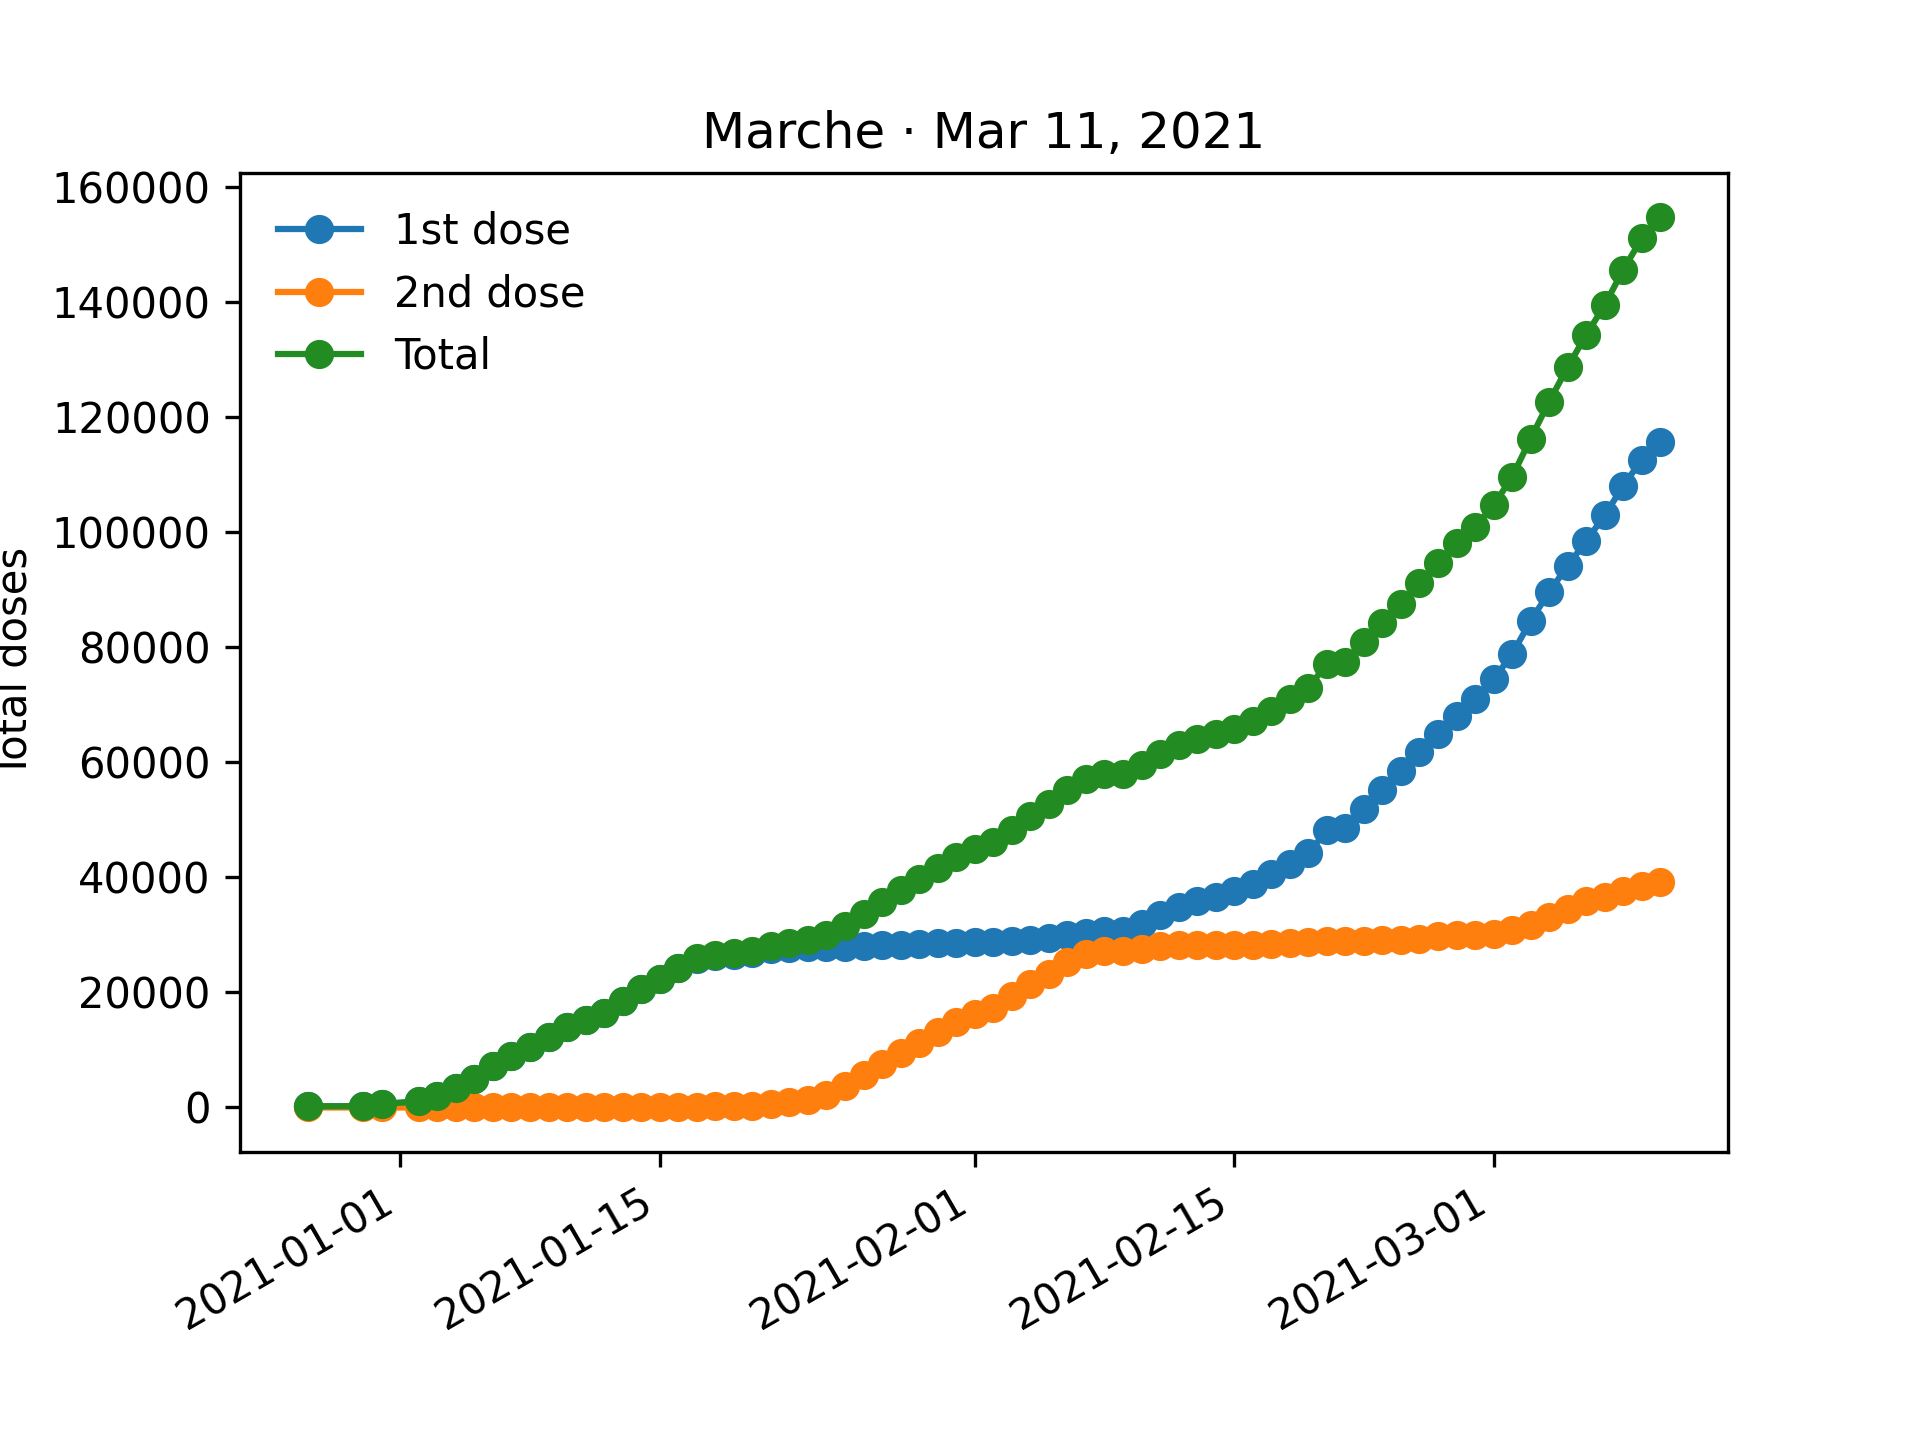 Marche · Mar 11, 2021
160000
140000
120000
100000
80000
60000
40000
20000
0
Total doses
1st dose
2nd dose
Total
2021-01-01
2021-01-15
2021-02-01
2021-02-15
2021-03-01